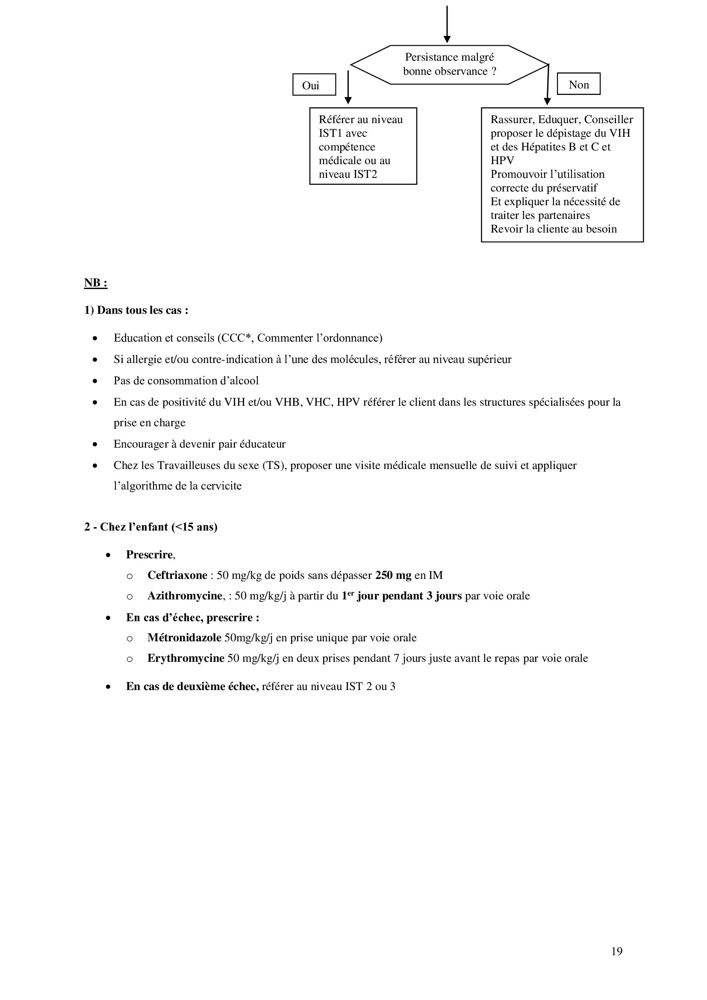 Persistance malgré
bonne observance ?
Oui
Non
Référer au niveau
IST1 avec
compétence
médicale ou au
niveau IST2
Rassurer, Eduquer, Conseiller
proposer le dépistage du VIH
et des Hépatites B et C et
HPV
Promouvoir l’utilisation
correcte du préservatif
Et expliquer la nécessité de
traiter les partenaires
Revoir la cliente au besoin
NB :
1) Dans tous les cas :
• Education et conseils (CCC*, Commenter l’ordonnance)
• Si allergie et/ou contre-indication à l’une des molécules, référer au niveau supérieur
• Pas de consommation d’alcool
• En cas de positivité du VIH et/ou VHB, VHC, HPV référer le client dans les structures spécialisées pour la
prise en charge
• Encourager à devenir pair éducateur
• Chez les Travailleuses du sexe (TS), proposer une visite médicale mensuelle de suivi et appliquer
l’algorithme de la cervicite
2 - Chez l’enfant (<15 ans)
• Prescrire,
o Ceftriaxone : 50 mg/kg de poids sans dépasser 250 mg en IM
o Azithromycine, : 50 mg/kg/j à partir du 1er jour pendant 3 jours par voie orale
• En cas d’échec, prescrire :
o Métronidazole 50mg/kg/j en prise unique par voie orale
o Erythromycine 50 mg/kg/j en deux prises pendant 7 jours juste avant le repas par voie orale
• En cas de deuxième échec, référer au niveau IST 2 ou 3
19